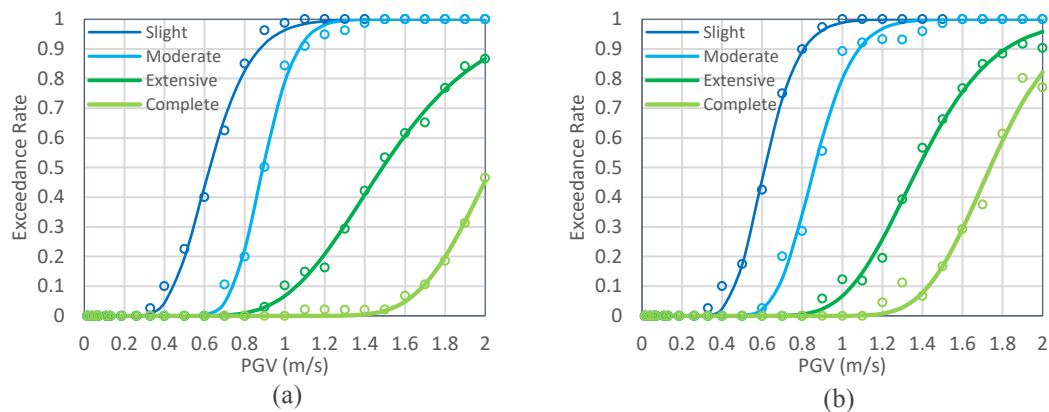 Exceedance Rate
1
0.9
0.8
0.7
0.6
0.5
0.4
0.3
0.2
0.1
0
Slight
Moderate
Extensive
Complete
0 0.2 0.4 0.6 0.8 1 1.2 1.4 1.6 1.8 2
PGV (m/s)
(a)
Exceedance Rate
1
0.9
0.8
0.7
0.6
0.5
0.4
0.3
0.2
0.1
0
Slight
Moderate
Extensive
Complete
0 0.2 0.4 0.6 0.8 1 1.2 1.4 1.6 1.8 2
PGV (m/s)
(b)